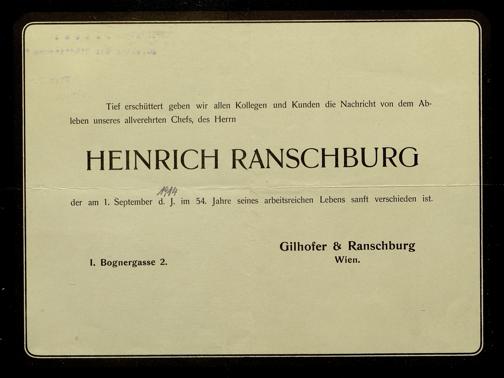 Tief erschüttert geben wir allen Kollegen und Kunden die Nachricht von dem Ab-
leben unseres allverehrten Chefs, des Herrn
HEINRICH RANSCHBURG
1914
der am 1. September d. J. im 54. Jahre seines arbeitsreichen Lebens sanft verschieden ist.
Gilhofer & Ranschburg
I. Bognergasse 2.
Wien.